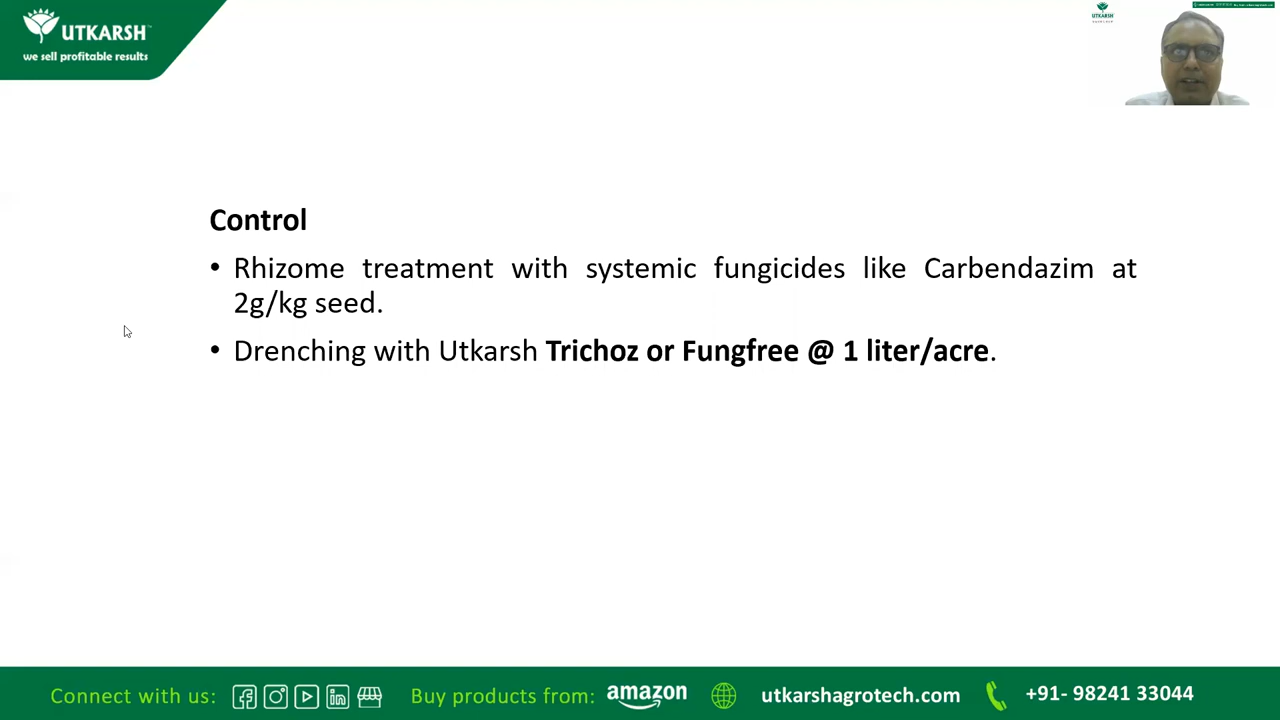 UTKARSH
we sell profitable results
UTKARSH
Control
• Rhizome treatment with systemic fungicides like Carbendazim at
2g/kg seed.
• Drenching with Utkarsh Trichoz or Fungfree @ 1 liter/acre.
Connect with us:
Buy products from: amazon
utkarshagrotech.com
+91- 98241 33044